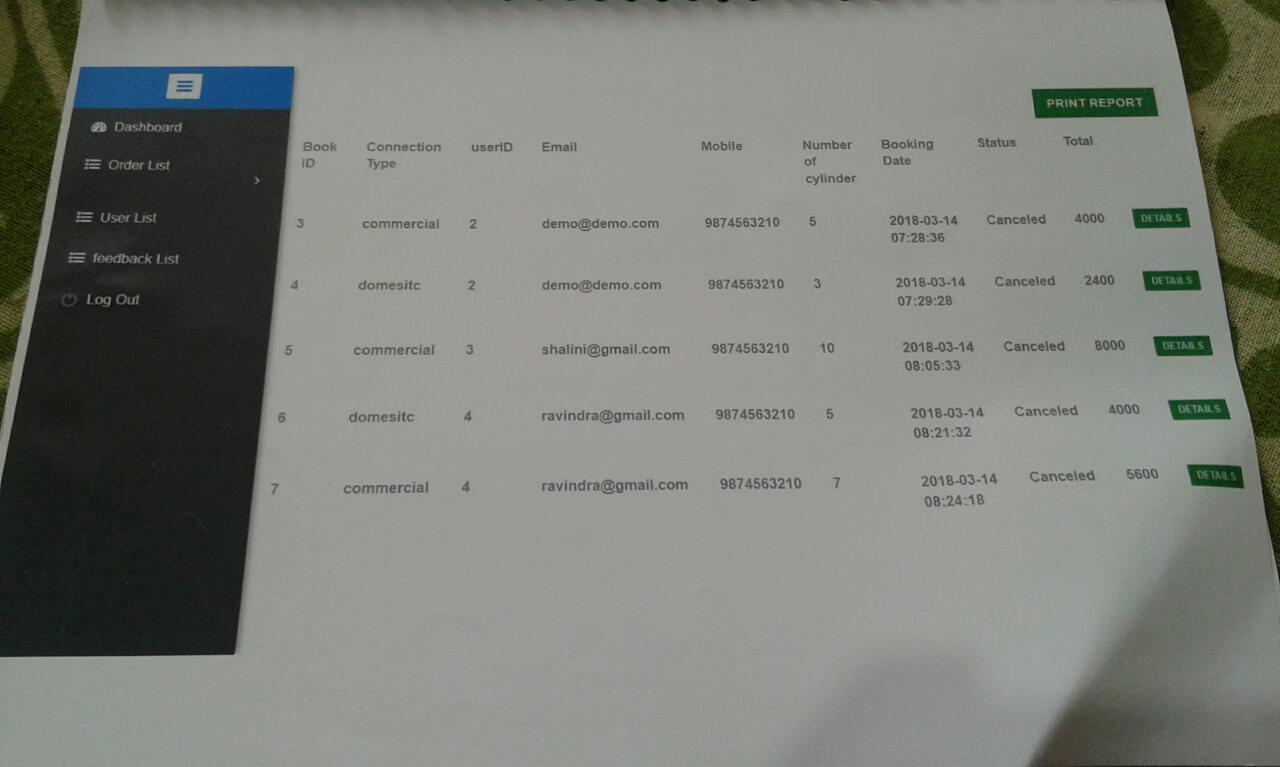 PRINT REPORT
Dashboard
Order List
User List
feedback List
Log Out
Book ID Connection Type userID Email Mobile Number of cylinder Booking Date Status Total
3 commercial 2 demo@demo.com 9874563210 5 2018-03-14 07:28:36 Canceled 4000 DETAILS
4 domesitc 2 demo@demo.com 9874563210 3 2018-03-14 07:29:28 Canceled 2400 DETAILS
5 commercial 3 shalini@gmail.com 9874563210 10 2018-03-14 08:05:33 Canceled 8000 DETAILS
6 domesitc 4 ravindra@gmail.com 9874563210 5 2018-03-14 08:21:32 Canceled 4000 DETAILS
7 commercial 4 ravindra@gmail.com 9874563210 7 2018-03-14 08:24:18 Canceled 5600 DETAILS